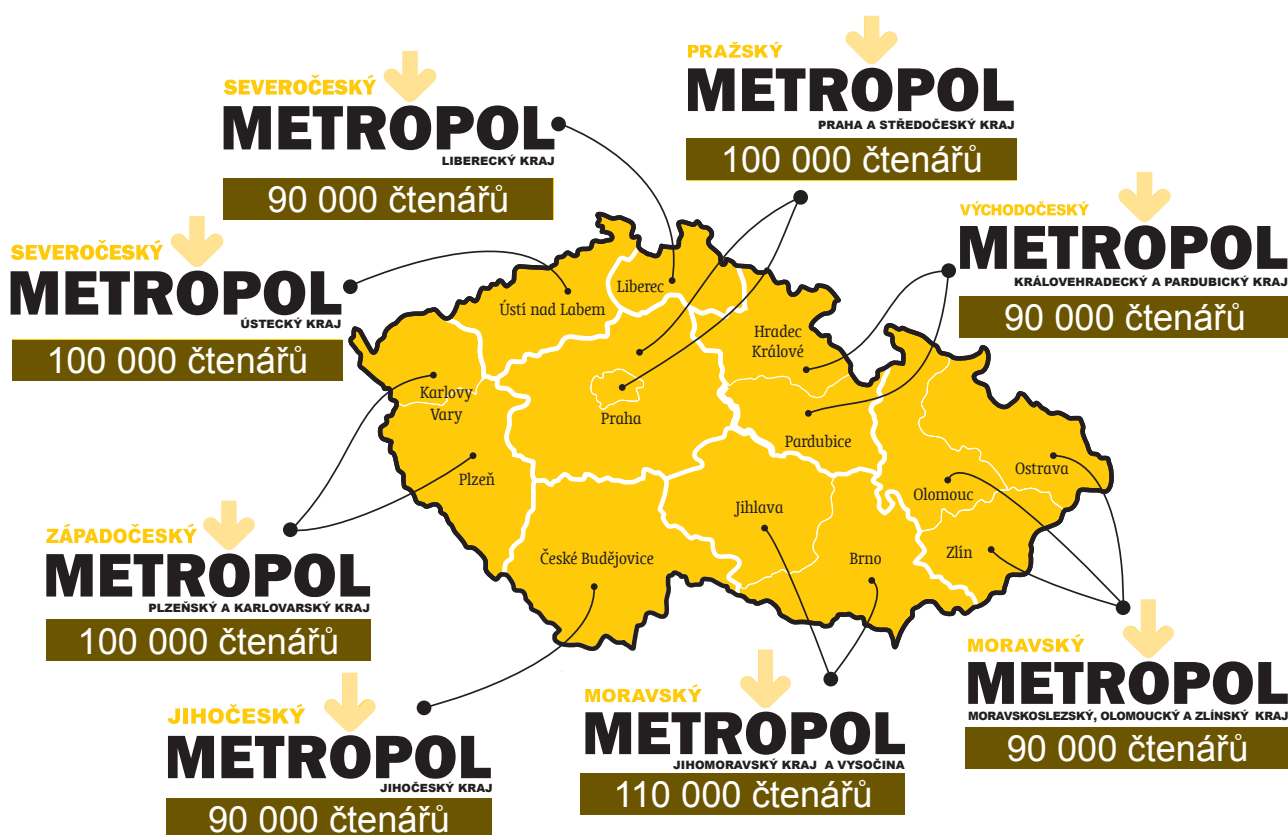 SEVEROČESKÝ
METROPOL
LIBERECKÝ KRAJ
90 000 čtenářů
PRAŽSKÝ
METROPOL
PRAHA A STŘEDOČESKÝ KRAJ
100 000 čtenářů
SEVEROČESKÝ
METROPOL
ÚSTECKÝ KRAJ
100 000 čtenářů
VÝCHODOČESKÝ
METROPOL
KRÁLOVEHRADECKÝ A PARDUBICKÝ KRAJ
90 000 čtenářů
Liberec
Ústí nad Labem
Hradec
Králové
Karlovy
Vary
Praha
Pardubice
Plzeň
Ostrava
Olomouc
Jihlava
České Budějovice
Brno
Zlín
ZÁPADOČESKÝ
METROPOL
PLZEŇSKÝ A KARLOVARSKÝ KRAJ
100 000 čtenářů
JIHOČESKÝ
METROPOL
JIHOČESKÝ KRAJ
90 000 čtenářů
MORAVSKÝ
METROPOL
JIHOMORAVSKÝ KRAJ A VYSOČINA
110 000 čtenářů
MORAVSKÝ
METROPOL
MORAVSKOSLEZSKÝ, OLOMOUCKÝ A ZLÍNSKÝ KRAJ
90 000 čtenářů